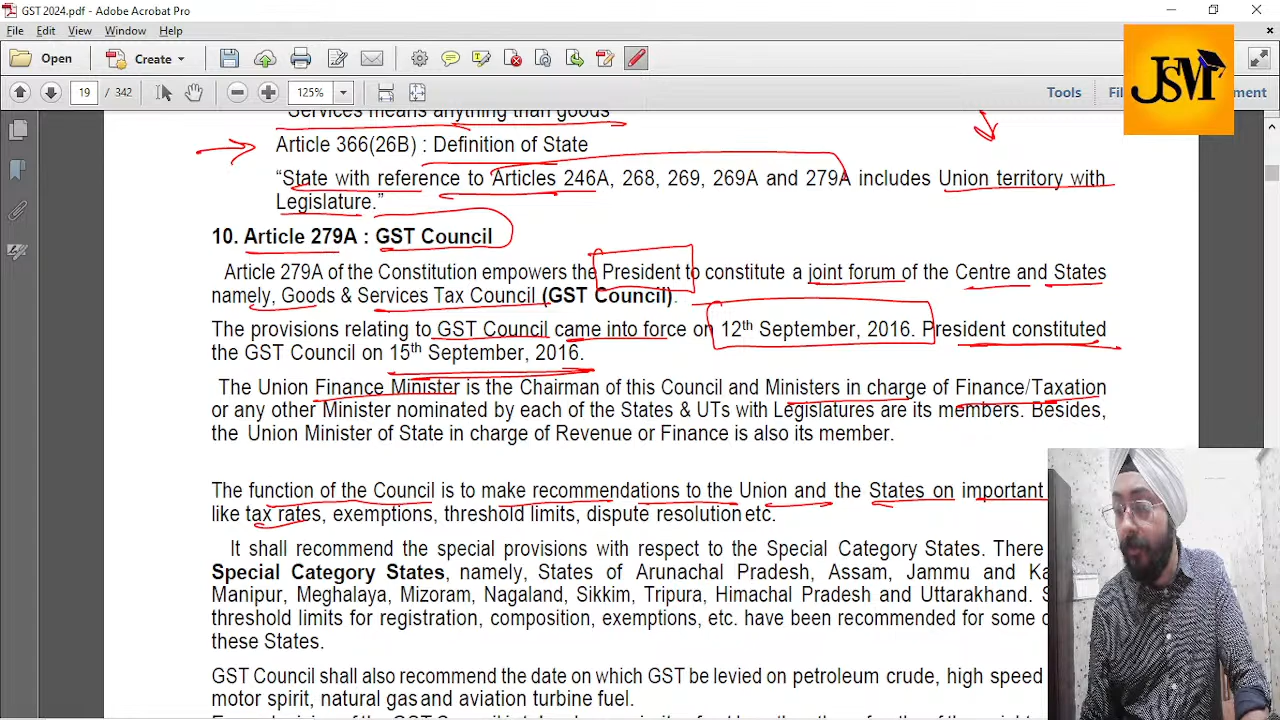 GST 2024.pdf - Adobe Acrobat Pro
File Edit View Window Help
Open Create
19 / 342 125% Tools
JSM
"Services means anything than goods
Article 366(26B) : Definition of State
“State with reference to Articles 246A, 268, 269, 269A and 279A includes Union territory with
Legislature.”
10. Article 279A : GST Council
Article 279A of the Constitution empowers the President to constitute a joint forum of the Centre and States
namely, Goods & Services Tax Council (GST Council).
The provisions relating to GST Council came into force on 12th September, 2016. President constituted
the GST Council on 15th September, 2016.
The Union Finance Minister is the Chairman of this Council and Ministers in charge of Finance/Taxation
or any other Minister nominated by each of the States & UTs with Legislatures are its members. Besides,
the Union Minister of State in charge of Revenue or Finance is also its member.
The function of the Council is to make recommendations to the Union and the States on important
like tax rates, exemptions, threshold limits, dispute resolution etc.
It shall recommend the special provisions with respect to the Special Category States. There
Special Category States, namely, States of Arunachal Pradesh, Assam, Jammu and
Manipur, Meghalaya, Mizoram, Nagaland, Sikkim, Tripura, Himachal Pradesh and Uttarakhand.
threshold limits for registration, composition, exemptions, etc. have been recommended for some
these States.
GST Council shall also recommend the date on which GST be levied on petroleum crude, high speed
motor spirit, natural gas and aviation turbine fuel.